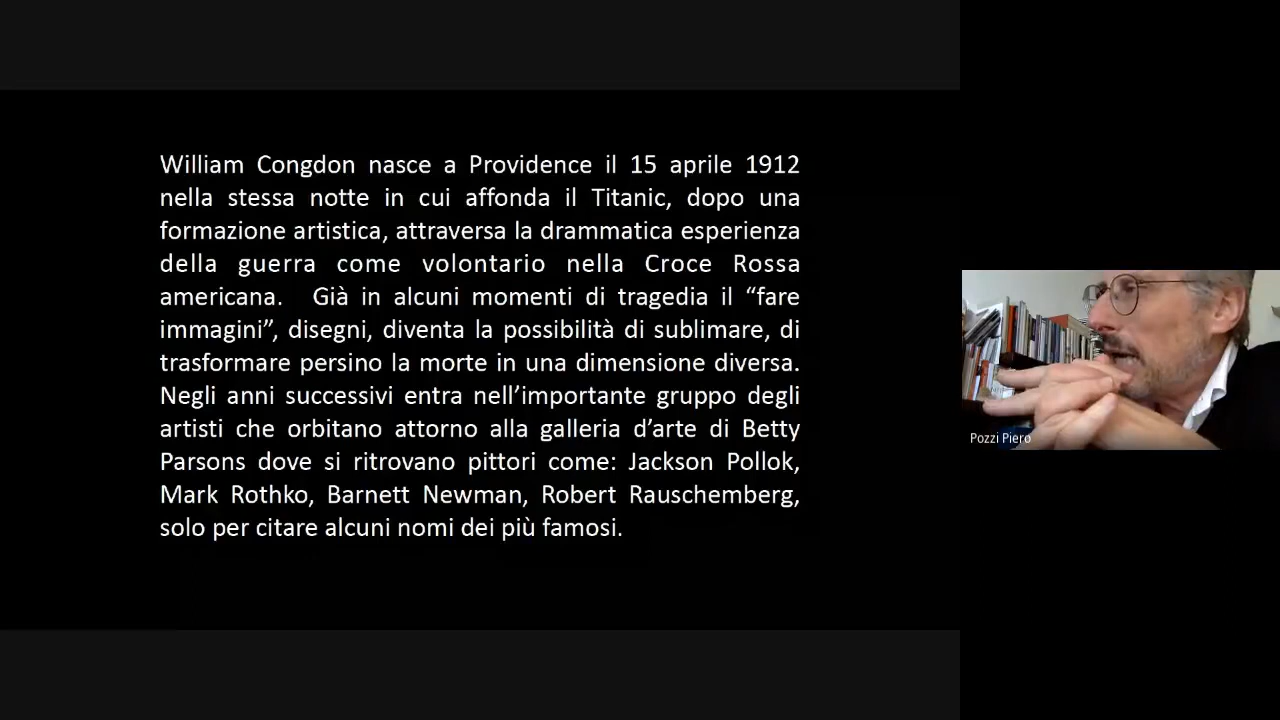 William Congdon nasce a Providence il 15 aprile 1912
nella stessa notte in cui affonda il Titanic, dopo una
formazione artistica, attraversa la drammatica esperienza
della guerra come volontario nella Croce Rossa
americana.  Già in alcuni momenti di tragedia il “fare
immagini”, disegni, diventa la possibilità di sublimare, di
trasformare persino la morte in una dimensione diversa.
Negli anni successivi entra nell’importante gruppo degli
artisti che orbitano attorno alla galleria d’arte di Betty
Parsons dove si ritrovano pittori come: Jackson Pollok,
Mark Rothko, Barnett Newman, Robert Rauschemberg,
solo per citare alcuni nomi dei più famosi.
Pozzi Piero